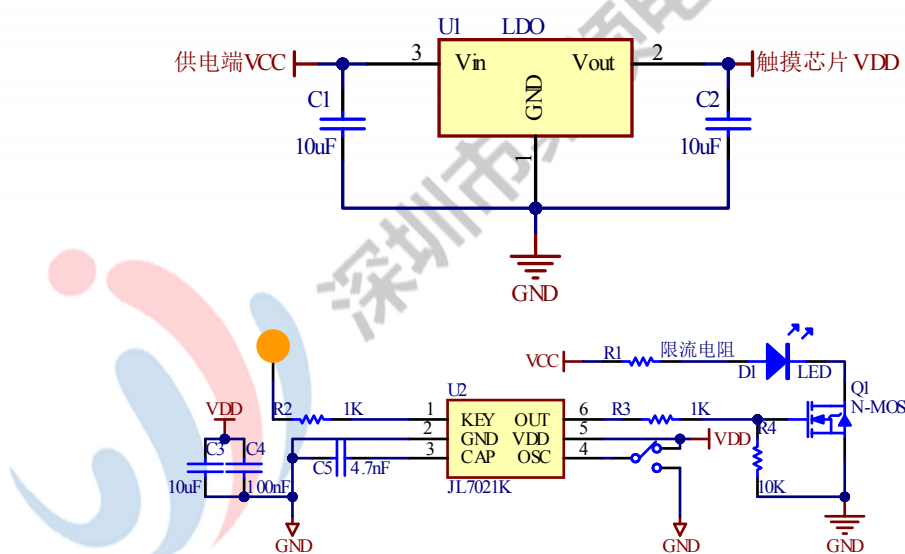 U1 LDO
供电端VCC 3 Vin Vout 2 触摸芯片 VDD
GND
1
C1 10uF
C2 10uF
GND
深圳市
VCC R1 限流电阻 D1 LED
Q1
N-MOS
U2
VDD
R2 1K 1 KEY OUT 6 R3 1K
2 GND VDD 5 VDD
3 CAP OSC 4
C3 10uF
C4 100nF
C5 4.7nF
JL7021K
R4 10K
GND
GND
GND